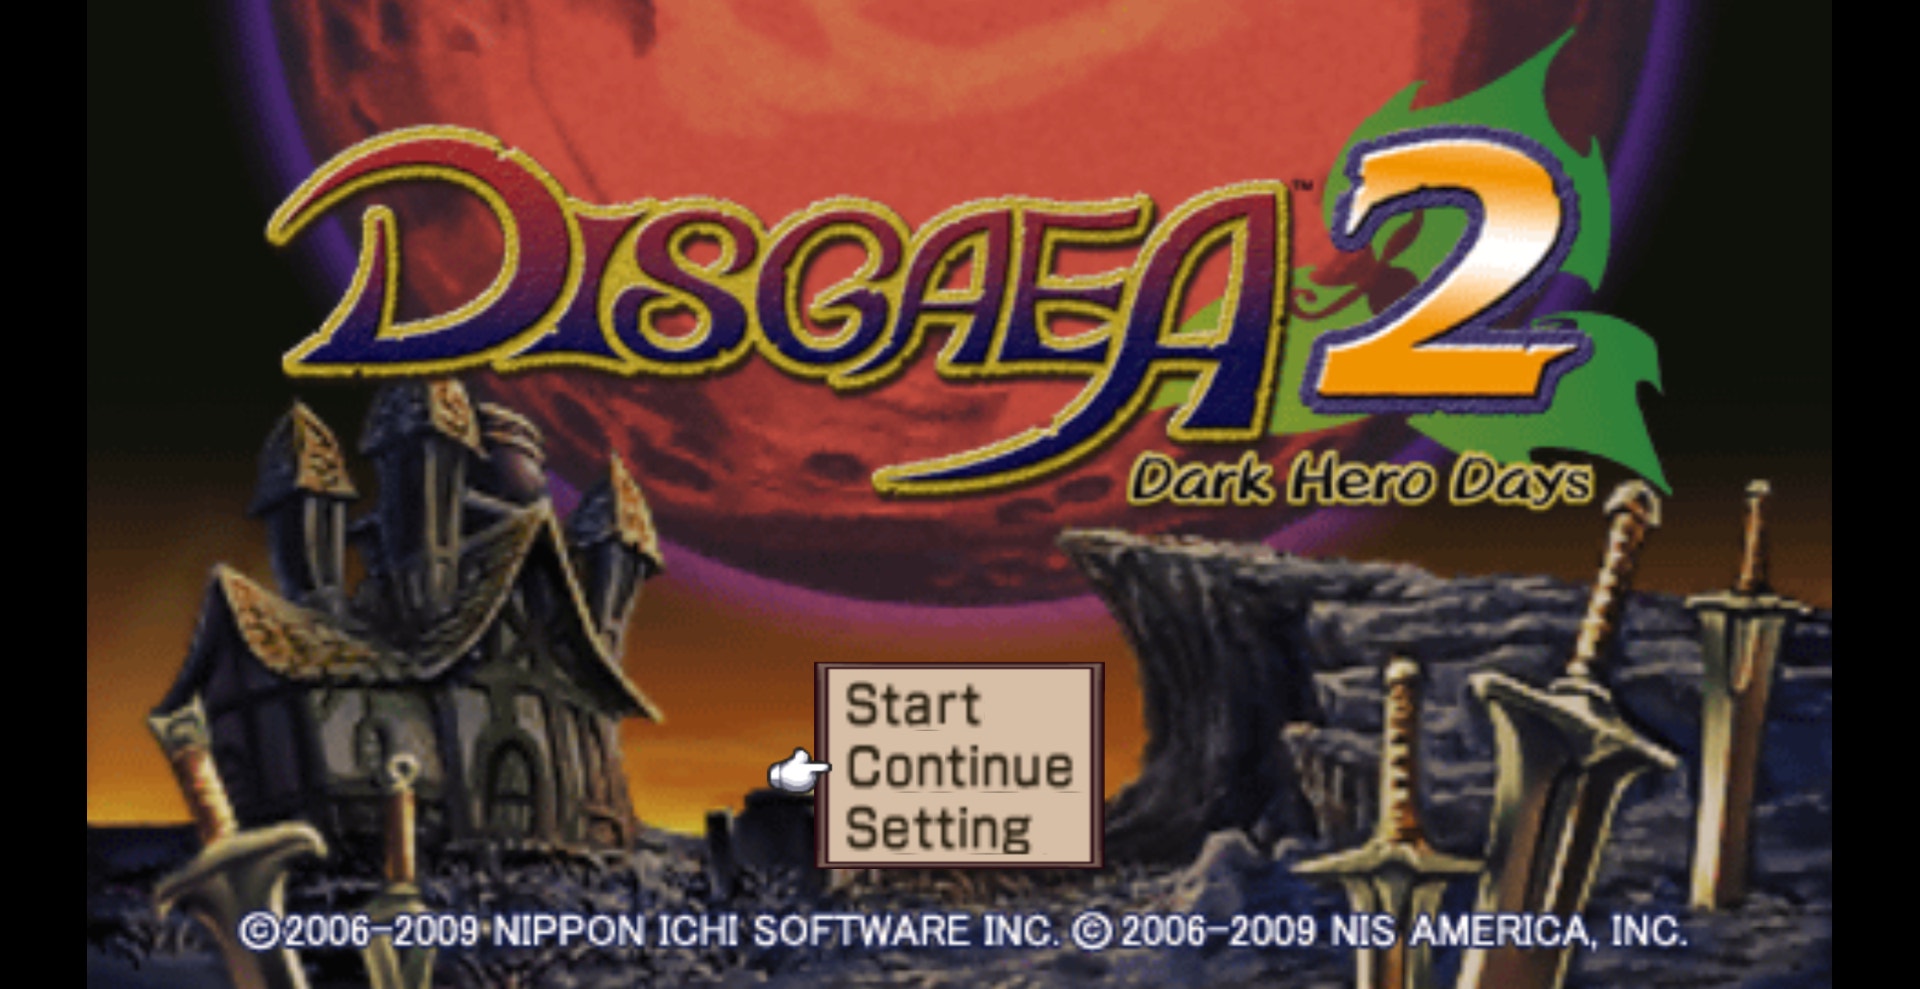 DISGAEA 2
™
Dark Hero Days
Start
Continue
Setting
©2006-2009 NIPPON ICHI SOFTWARE INC. © 2006-2009 NIS AMERICA, INC.